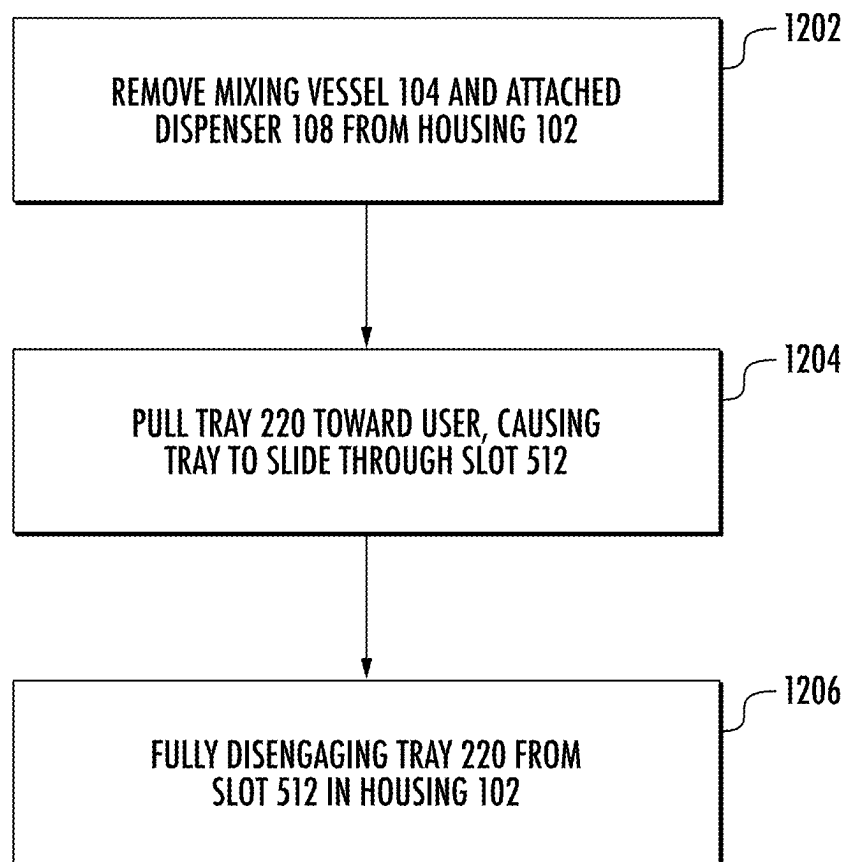 1202
REMOVE MIXING VESSEL 104 AND ATTACHED
DISPENSER 108 FROM HOUSING 102
1204
PULL TRAY 220 TOWARD USER, CAUSING
TRAY TO SLIDE THROUGH SLOT 512
1206
FULLY DISENGAGING TRAY 220 FROM
SLOT 512 IN HOUSING 102